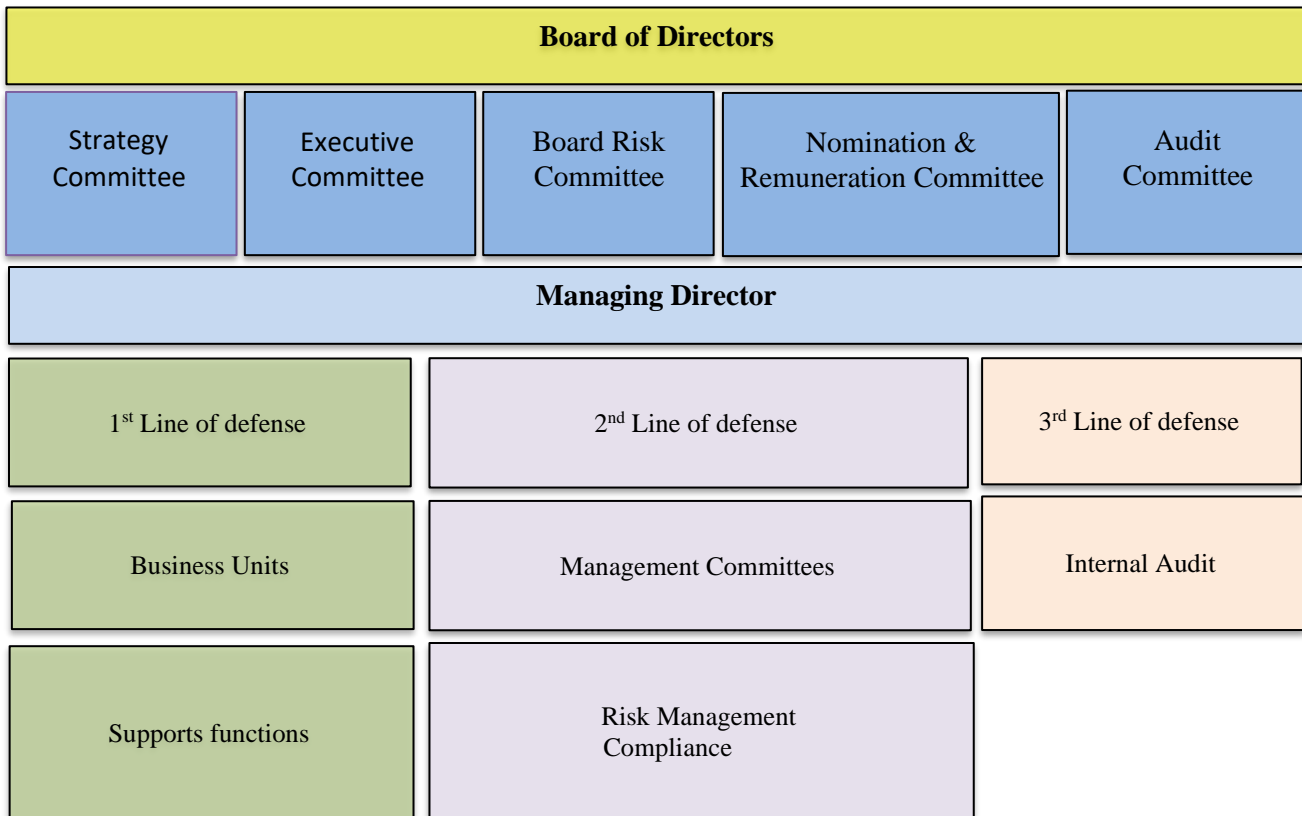 Board of Directors
Strategy
Committee
Executive
Committee
Board Risk
Committee
Nomination &
Remuneration Committee
Audit
Committee
Managing Director
1st Line of defense
2nd Line of defense
3rd Line of defense
Business Units
Management Committees
Internal Audit
Supports functions
Risk Management
Compliance